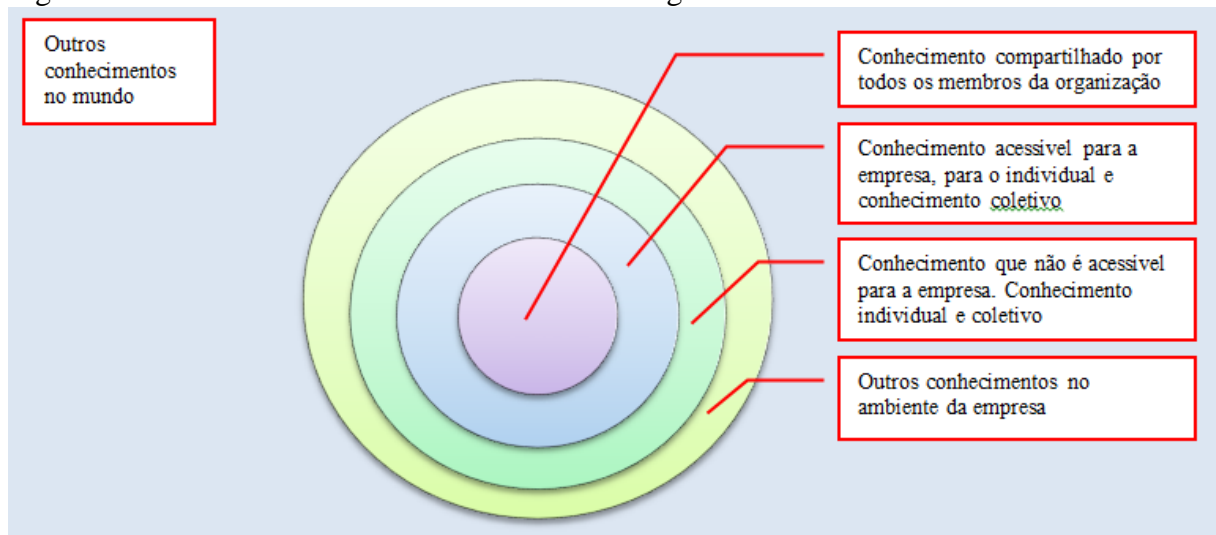 Outros
conhecimentos
no mundo
Conhecimento compartilhado por
todos os membros da organização
Conhecimento acessivel para a
empresa, para o individual e
conhecimento coletivo
Conhecimento que não é acessivel
para a empresa. Conhecimento
individual e coletivo
Outros conhecimentos no
ambiente da empresa